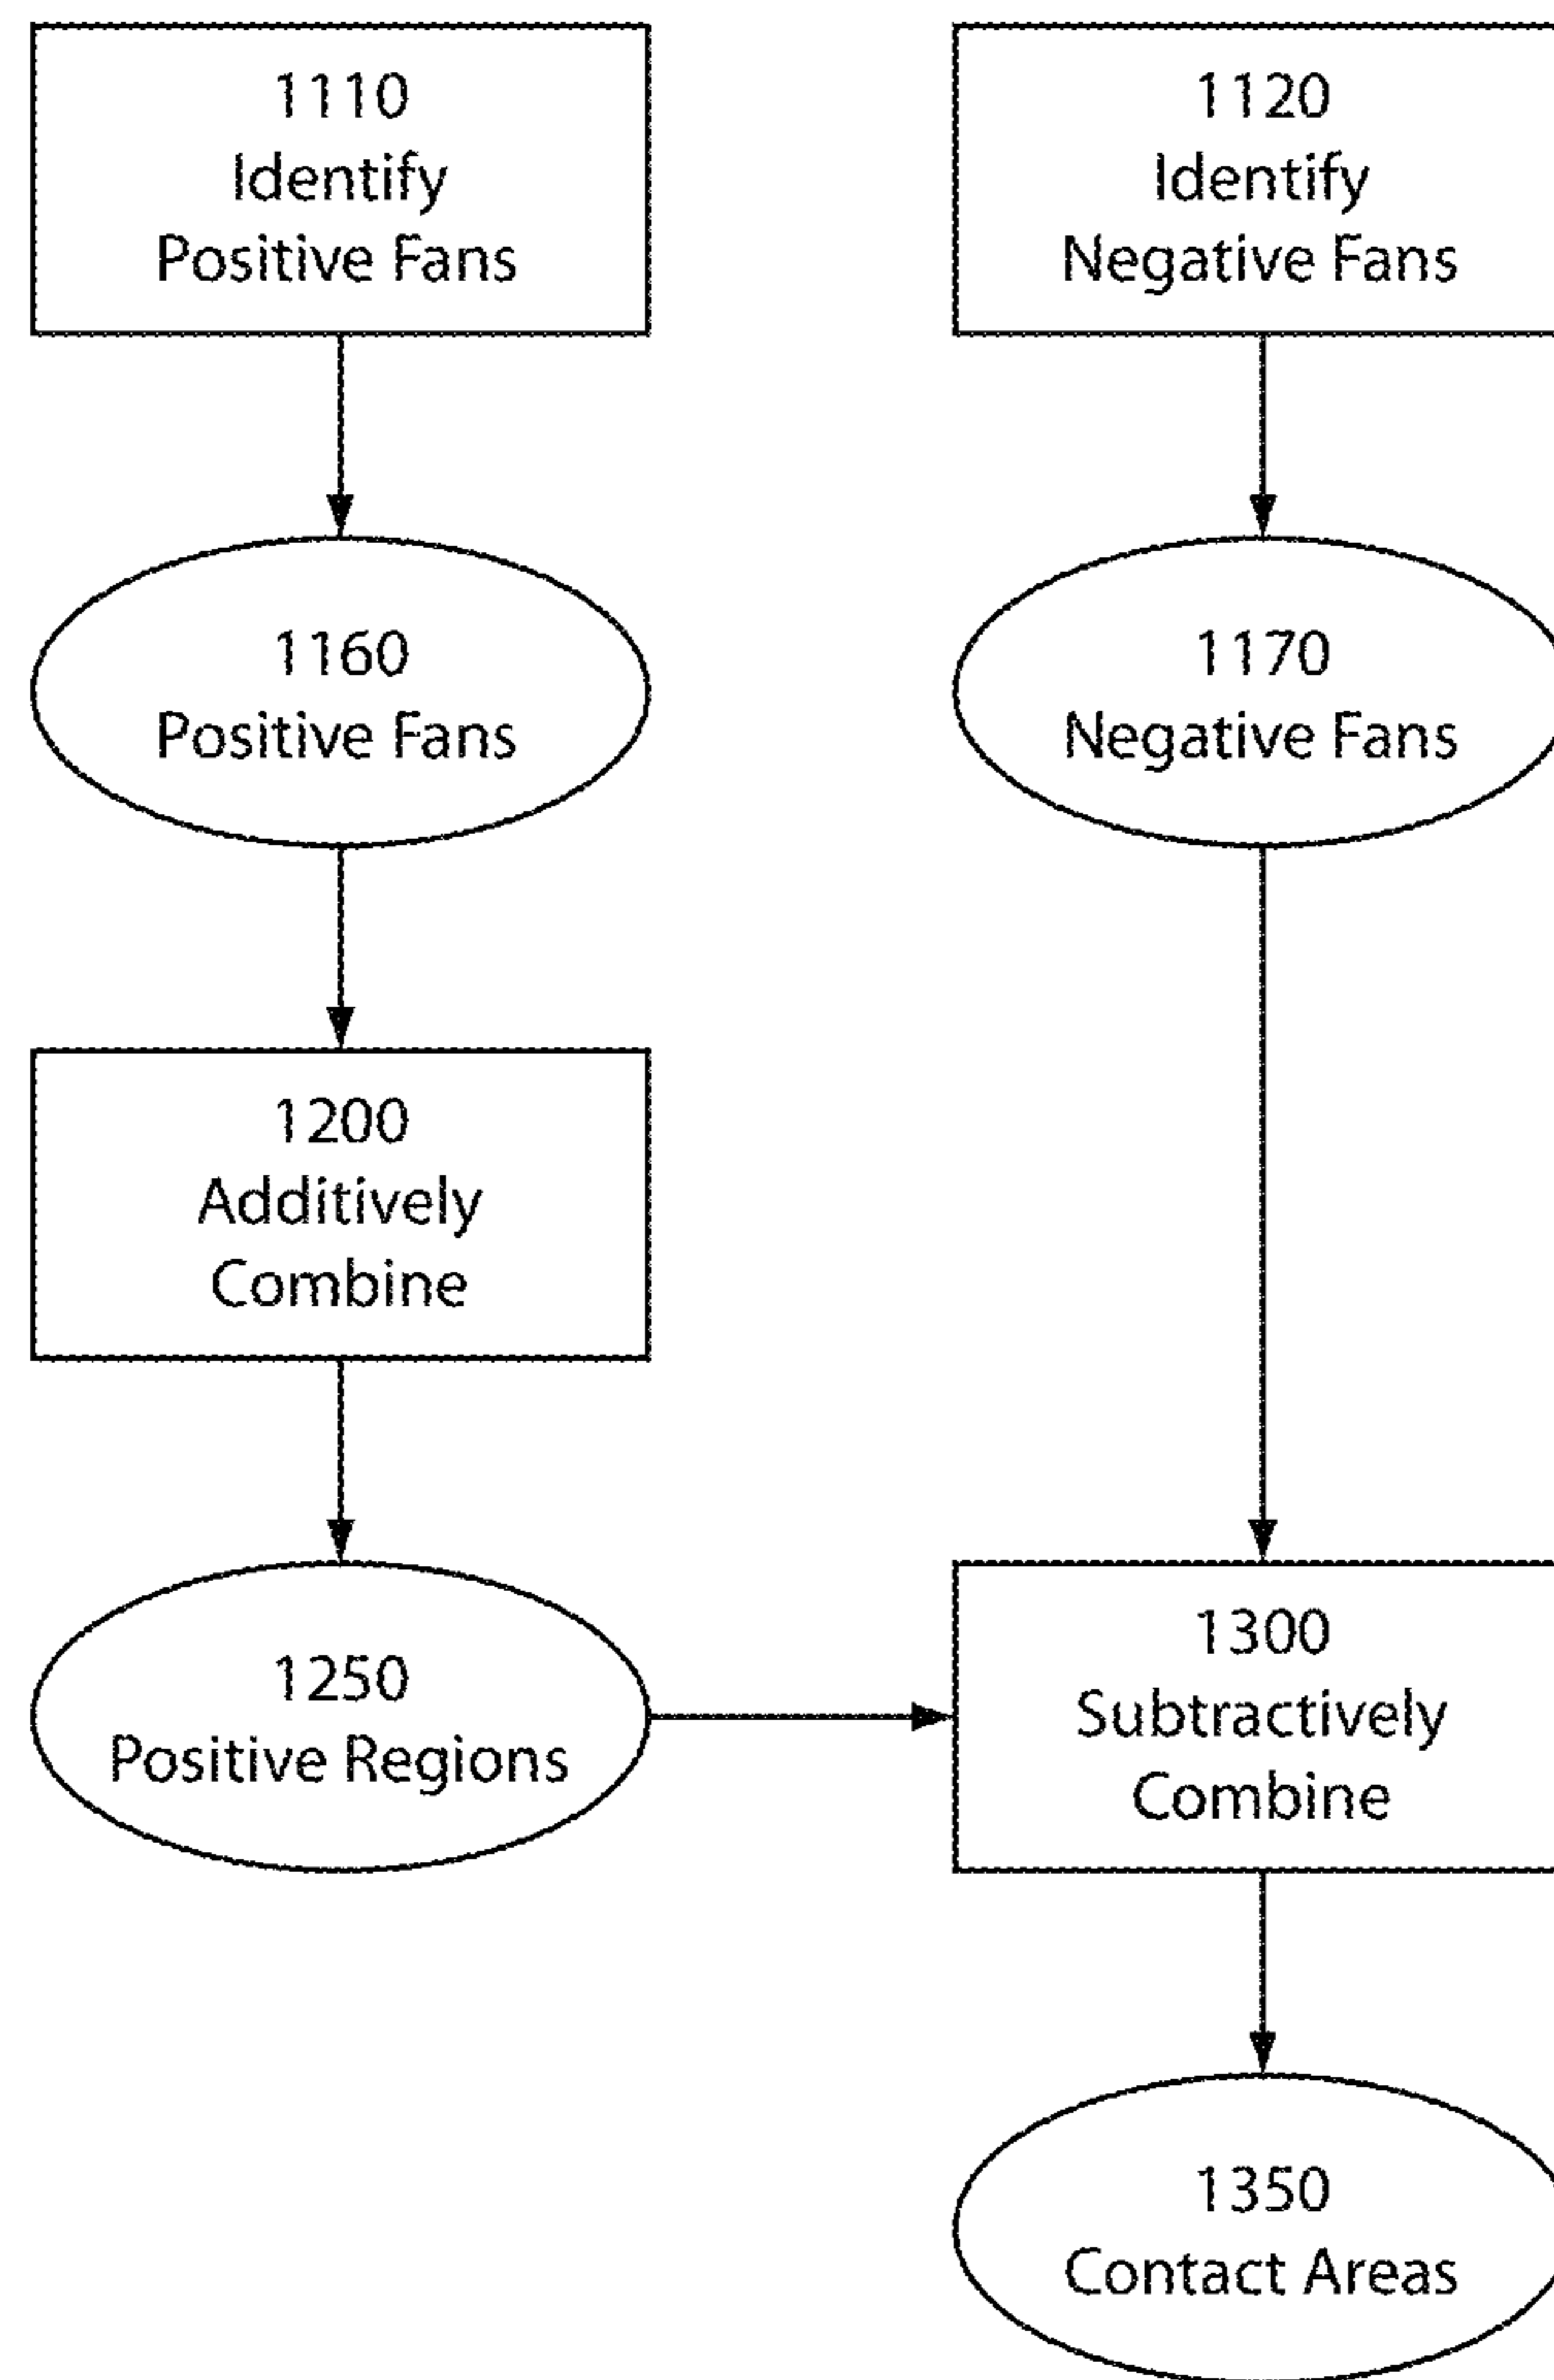 1110
Identify
Positive Fans
1120
Identify
Negative Fans
1160
Positive Fans
1170
Negative Fans
1200
Additively
Combine
1250
Positive Regions
1300
Subtractively
Combine
1350
Contact Areas